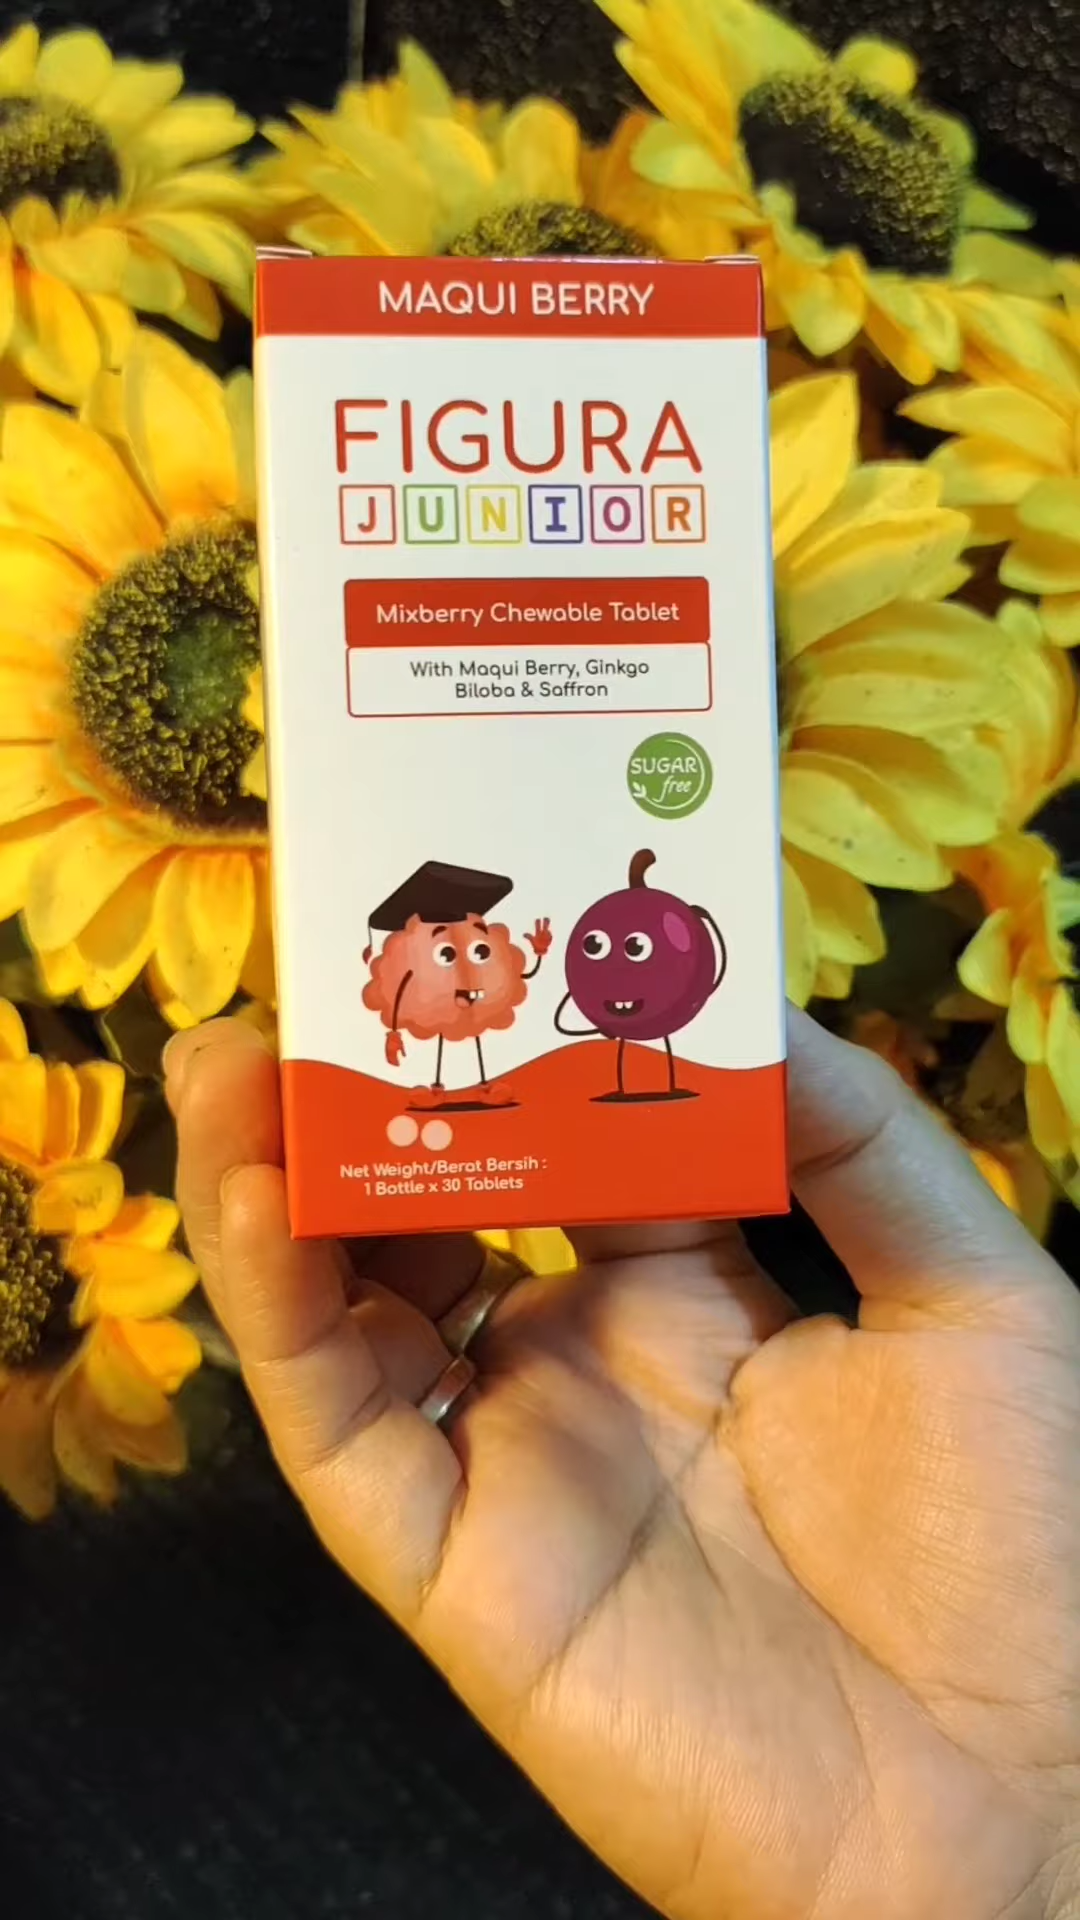 MAQUI BERRY
FIGURA
JUNIOR
Mixberry Chewable Tablet
With Maqui Berry, Ginkgo
Biloba & Saffron
SUGAR
free
Net Weight/Berat Bersih :
1 Bottle x 30 Tablets